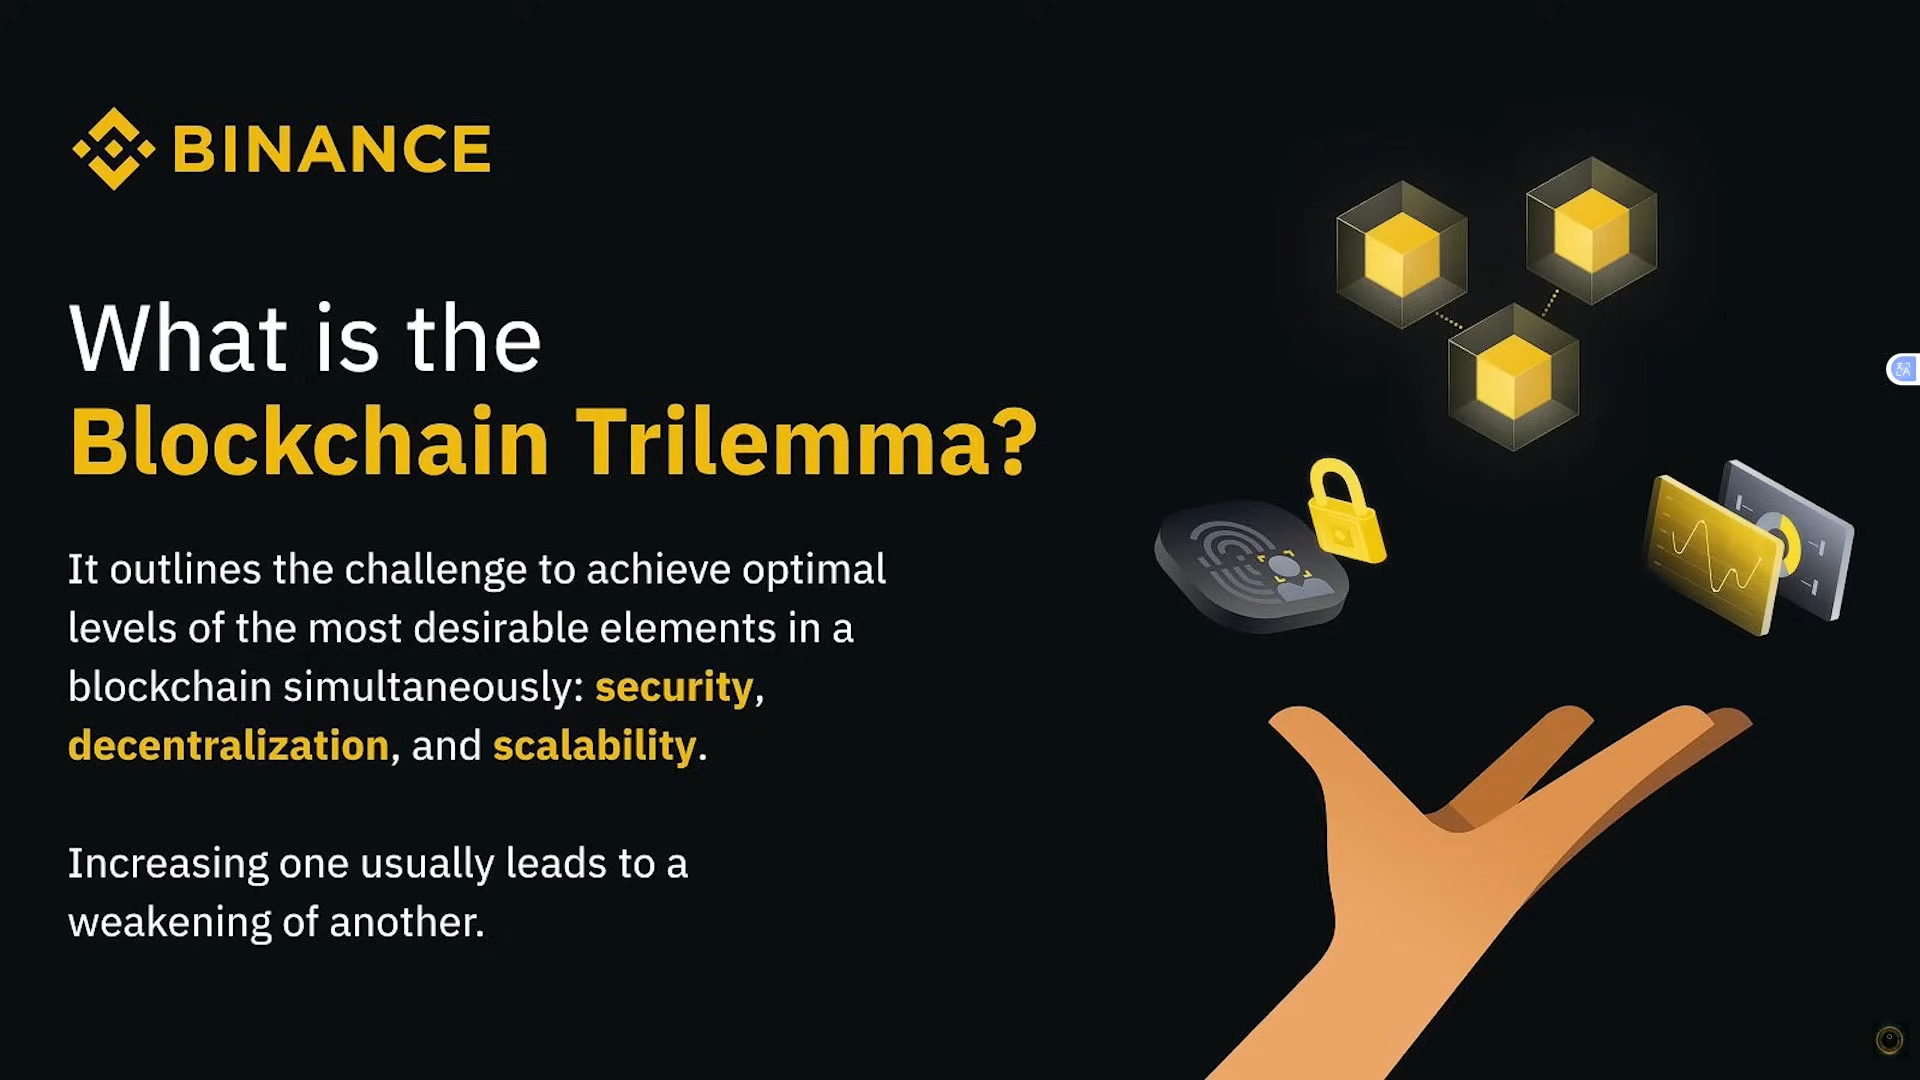 BINANCE
What is the
Blockchain Trilemma?
It outlines the challenge to achieve optimal
levels of the most desirable elements in a
blockchain simultaneously: security,
decentralization, and scalability.
Increasing one usually leads to a
weakening of another.